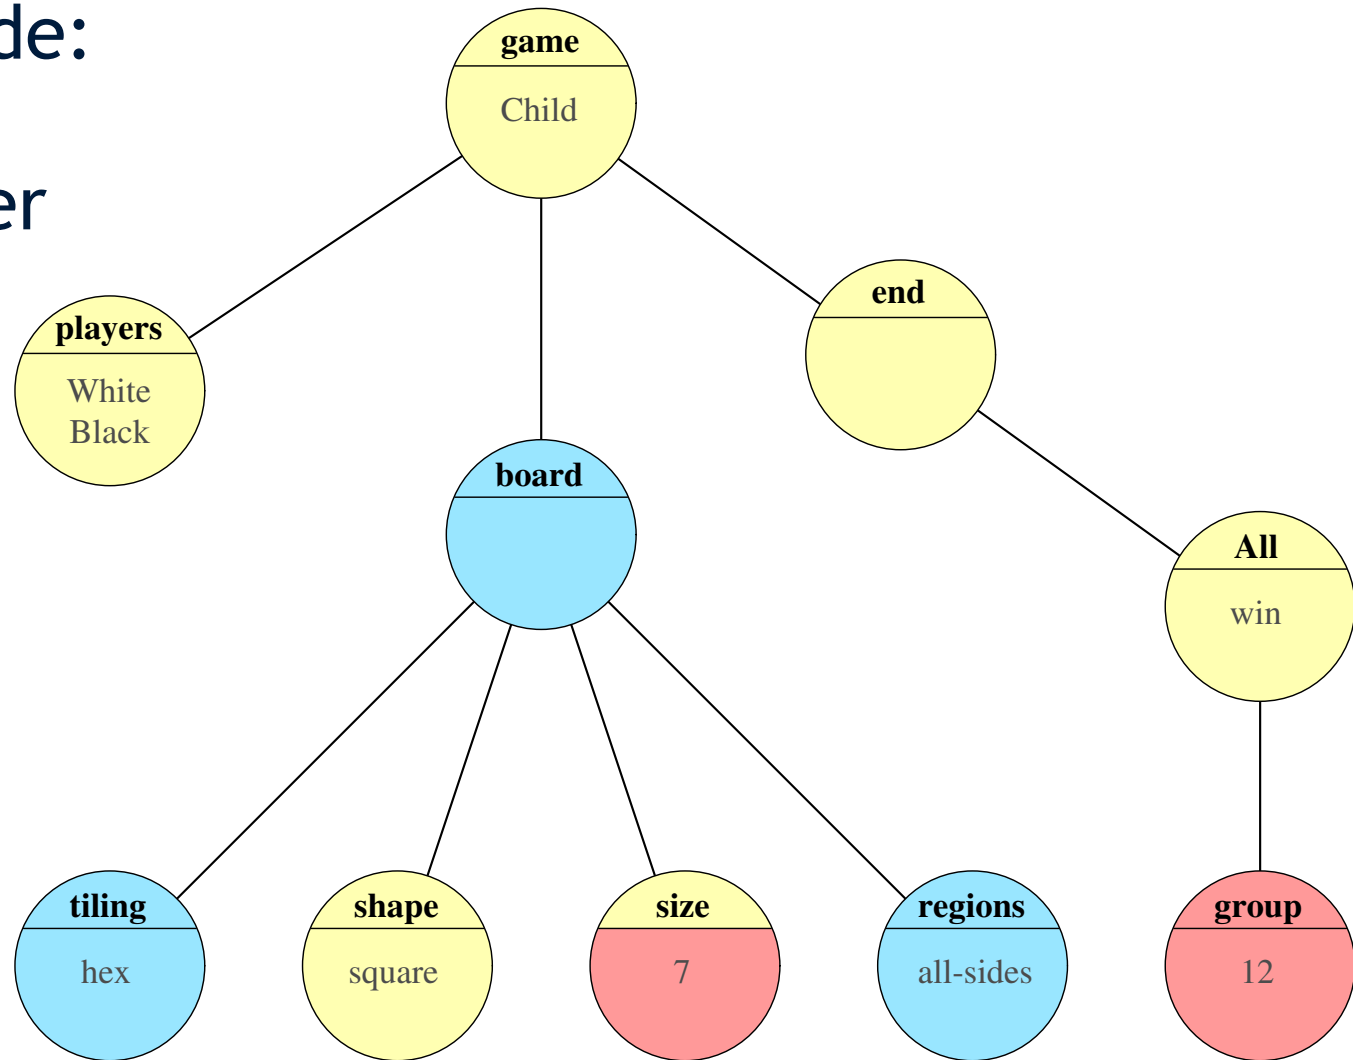 de:
er
game
Child
players
White
Black
end
board
All
win
tiling
hex
shape
square
size
7
regions
all-sides
group
12